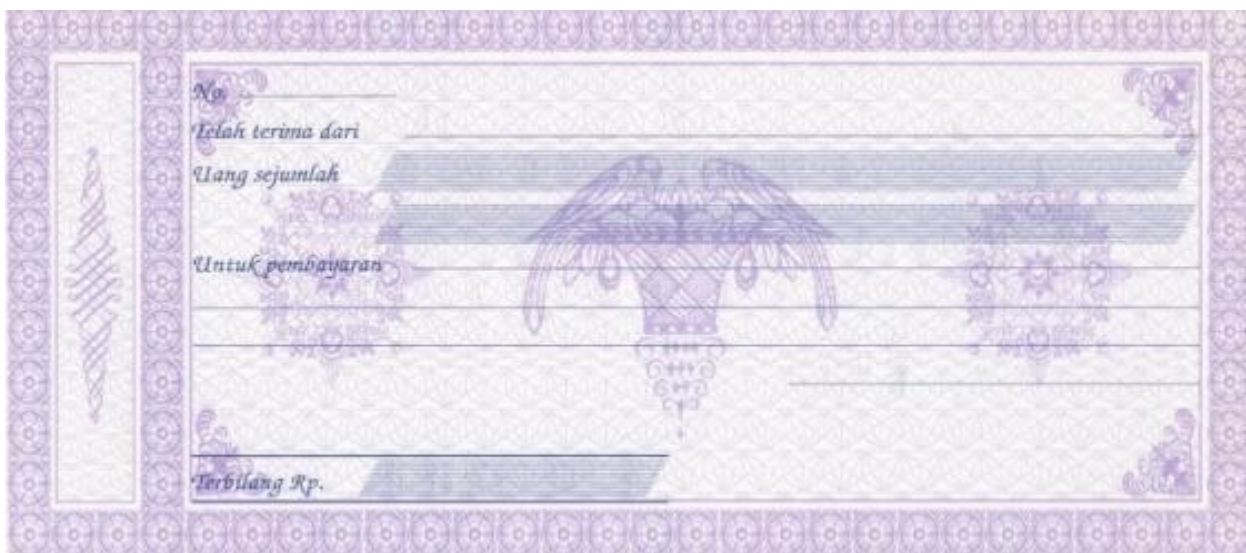 No.
Telah terima dari
Uang sejumlah
Untuk pembayaran
Terbilang Rp.